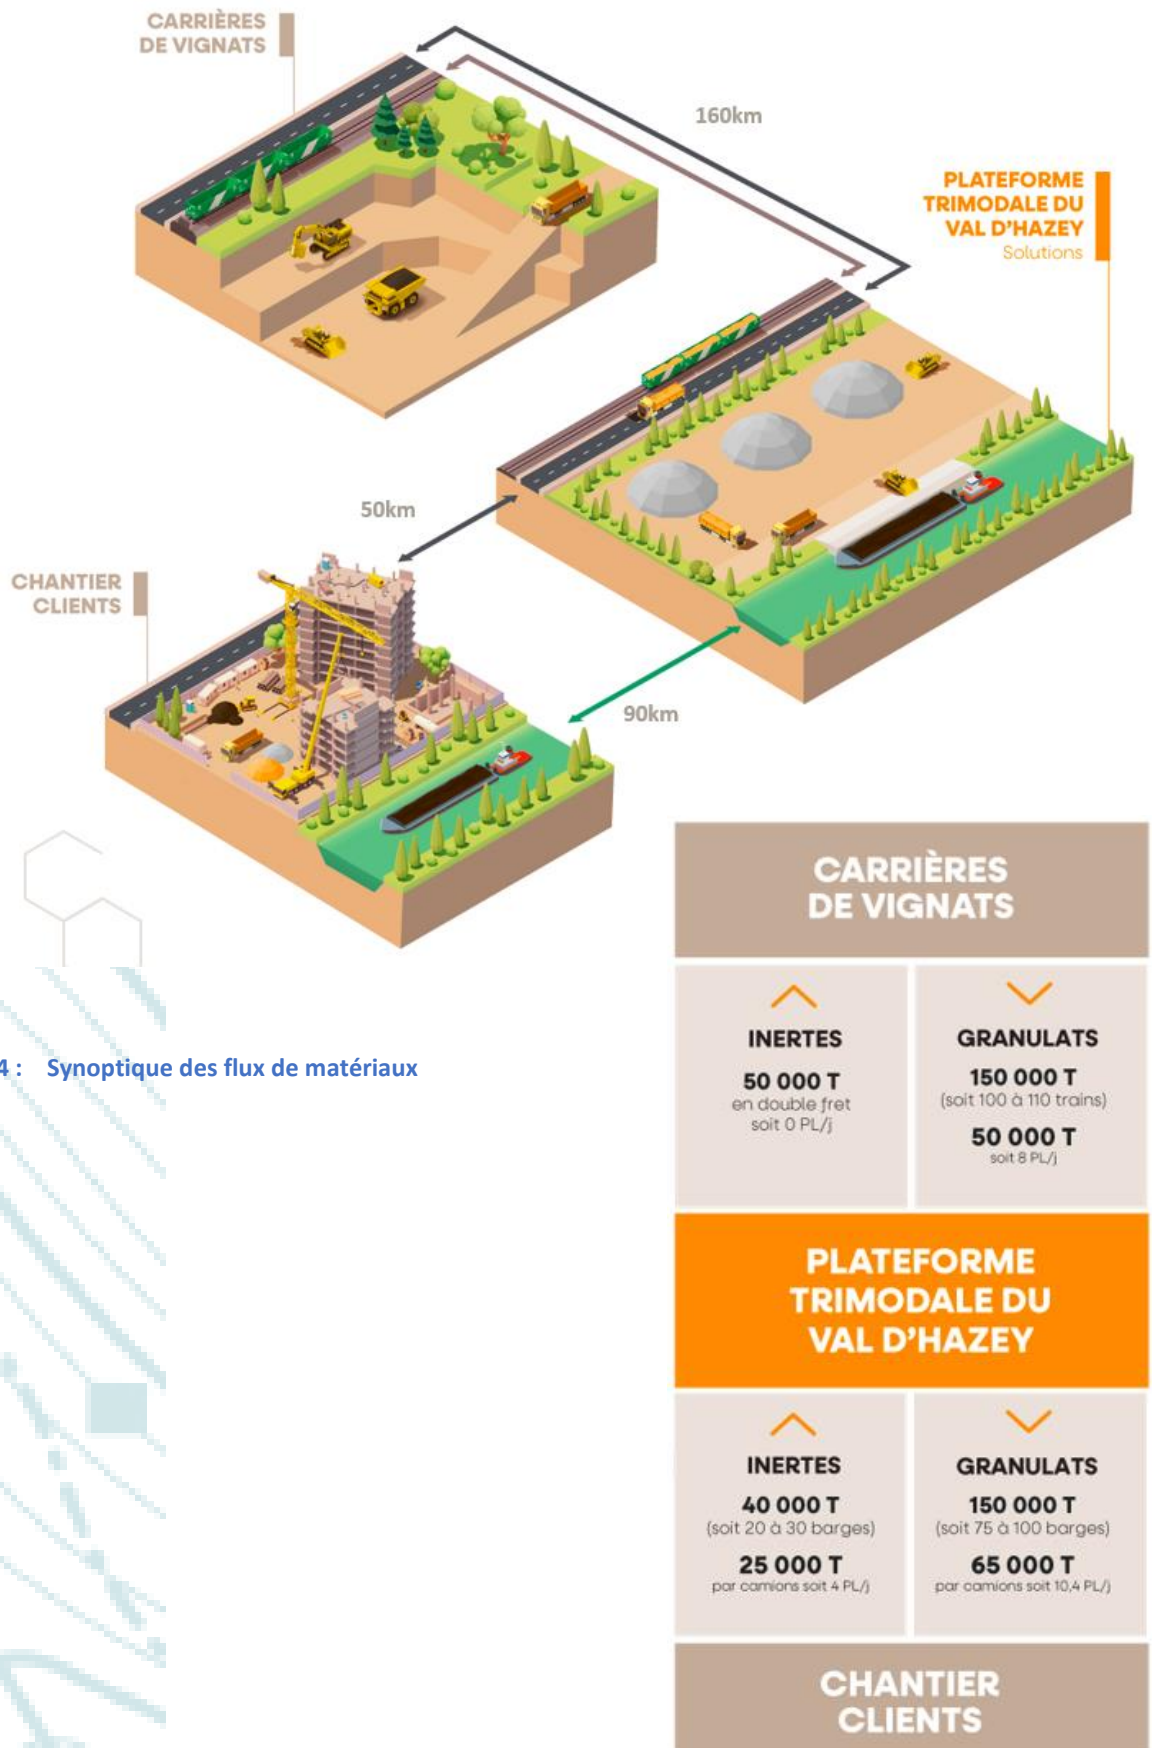 CARRIÈRES
DE VIGNATS
160km
PLATEFORME
TRIMODALE DU
VAL D'HAZEY
Solutions
50km
CHANTIER
CLIENTS
90km
4 : Synoptique des flux de matériaux
CARRIÈRES
DE VIGNATS
INERTES
50 000 T
en double fret
soit 0 PL/j
GRANULATS
150 000 T
(soit 100 à 110 trains)
50 000 T
soit 8 PL/j
PLATEFORME
TRIMODALE DU
VAL D'HAZEY
INERTES
40 000 T
(soit 20 à 30 barges)
25 000 T
par camions soit 4 PL/j
GRANULATS
150 000 T
(soit 75 à 100 barges)
65 000 T
par camions soit 10,4 PL/j
CHANTIER
CLIENTS